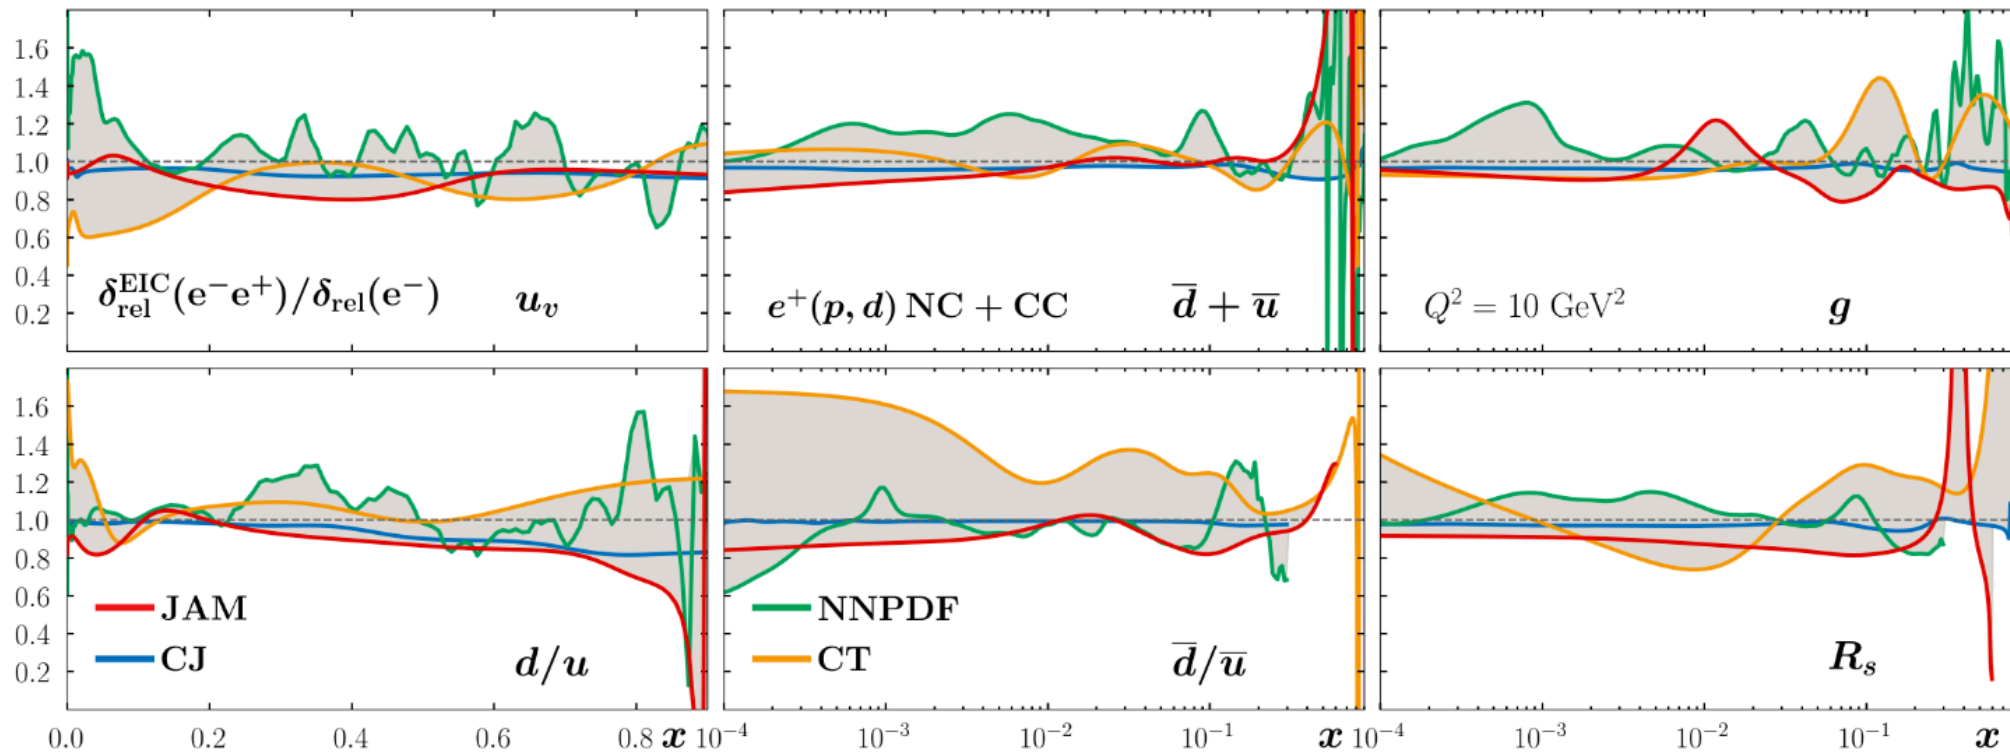 1.6
1.4
1.2
1.0
0.8
0.6
0.4
0.2
δ_rel^EIC(e⁻e⁺)/δ_rel(e⁻) u_v
e⁺(p, d) NC + CC d̅ + u̅
Q² = 10 GeV² g
1.6
1.4
1.2
1.0
0.8
0.6
0.4
0.2
JAM
CJ
d/u
NNPDF
CT
d̅/u̅
R_s
0.0 0.2 0.4 0.6 0.8 x 10⁻⁴ 10⁻³ 10⁻² 10⁻¹ x 10⁻⁴ 10⁻³ 10⁻² 10⁻¹ x